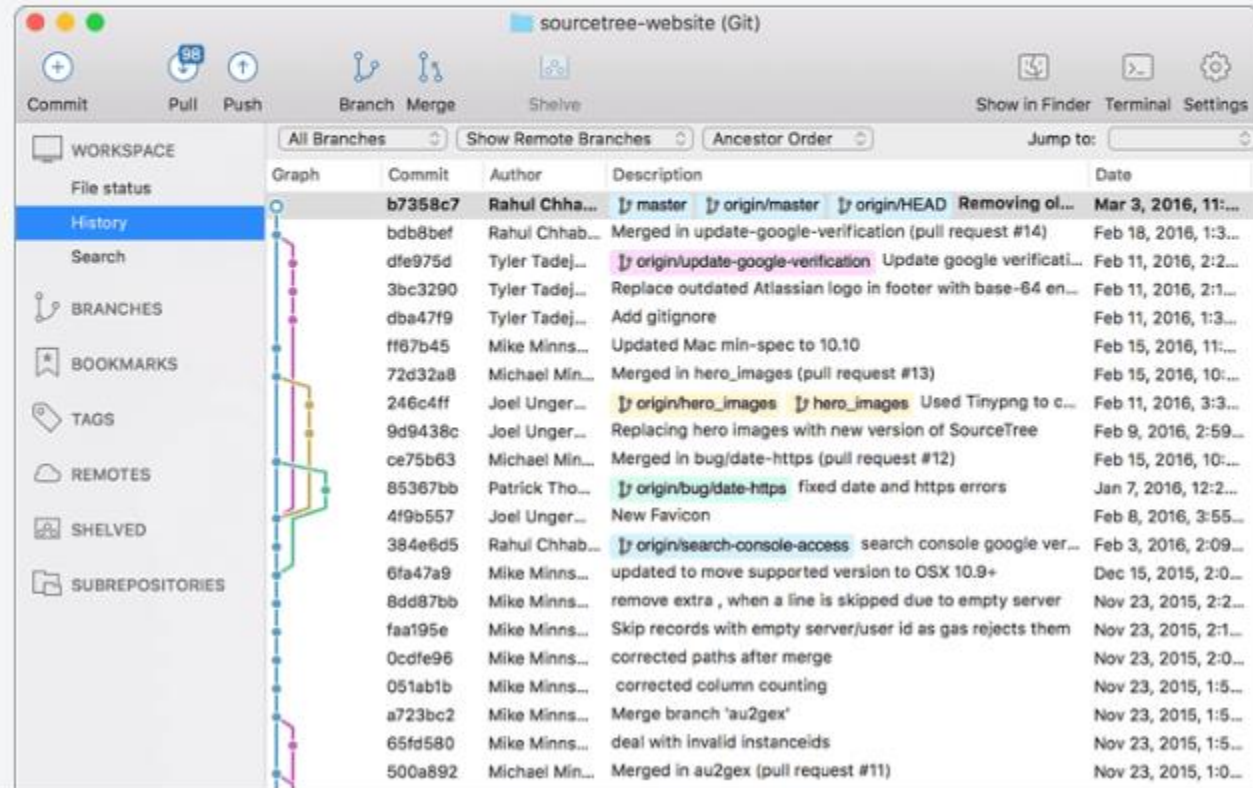 sourcetree-website (Git)
98
Commit Pull Push Branch Merge Shelve Show in Finder Terminal Settings
WORKSPACE
File status
History
Search
BRANCHES
BOOKMARKS
TAGS
REMOTES
SHELVED
SUBREPOSITORIES
All Branches Show Remote Branches Ancestor Order Jump to:
Graph Commit Author Description Date
b7358c7 Rahul Chha... master origin/master origin/HEAD Removing ol... Mar 3, 2016, 11:...
bdb8bef Rahul Chhab... Merged in update-google-verification (pull request #14) Feb 18, 2016, 1:3...
dfe975d Tyler Tadej... origin/update-google-verification Update google verificati... Feb 11, 2016, 2:2...
3bc3290 Tyler Tadej... Replace outdated Atlassian logo in footer with base-64 en... Feb 11, 2016, 2:1...
dba47f9 Tyler Tadej... Add gitignore Feb 11, 2016, 1:3...
ff67b45 Mike Minns... Updated Mac min-spec to 10.10 Feb 15, 2016, 11:...
72d32a8 Michael Min... Merged in hero_images (pull request #13) Feb 15, 2016, 10:...
246c4ff Joel Unger... origin/hero_images hero_images Used Tinypng to c... Feb 11, 2016, 3:3...
9d9438c Joel Unger... Replacing hero images with new version of SourceTree Feb 9, 2016, 2:59...
ce75b63 Michael Min... Merged in bug/date-https (pull request #12) Feb 15, 2016, 10:...
85367bb Patrick Tho... origin/bug/date-https fixed date and https errors Jan 7, 2016, 12:2...
4f9b557 Joel Unger... New Favicon Feb 8, 2016, 3:55...
384e6d5 Rahul Chhab... origin/search-console-access search console google ver... Feb 3, 2016, 2:09...
6fa47a9 Mike Minns... updated to move supported version to OSX 10.9+ Dec 15, 2015, 2:0...
8dd87bb Mike Minns... remove extra , when a line is skipped due to empty server Nov 23, 2015, 2:2...
faa195e Mike Minns... Skip records with empty server/user id as gas rejects them Nov 23, 2015, 2:1...
0cdfe96 Mike Minns... corrected paths after merge Nov 23, 2015, 2:0...
051ab1b Mike Minns... corrected column counting Nov 23, 2015, 1:5...
a723bc2 Mike Minns... Merge branch 'au2gex' Nov 23, 2015, 1:5...
65fd580 Mike Minns... deal with invalid instanceids Nov 23, 2015, 1:5...
500a892 Michael Min... Merged in au2gex (pull request #11) Nov 23, 2015, 1:0...